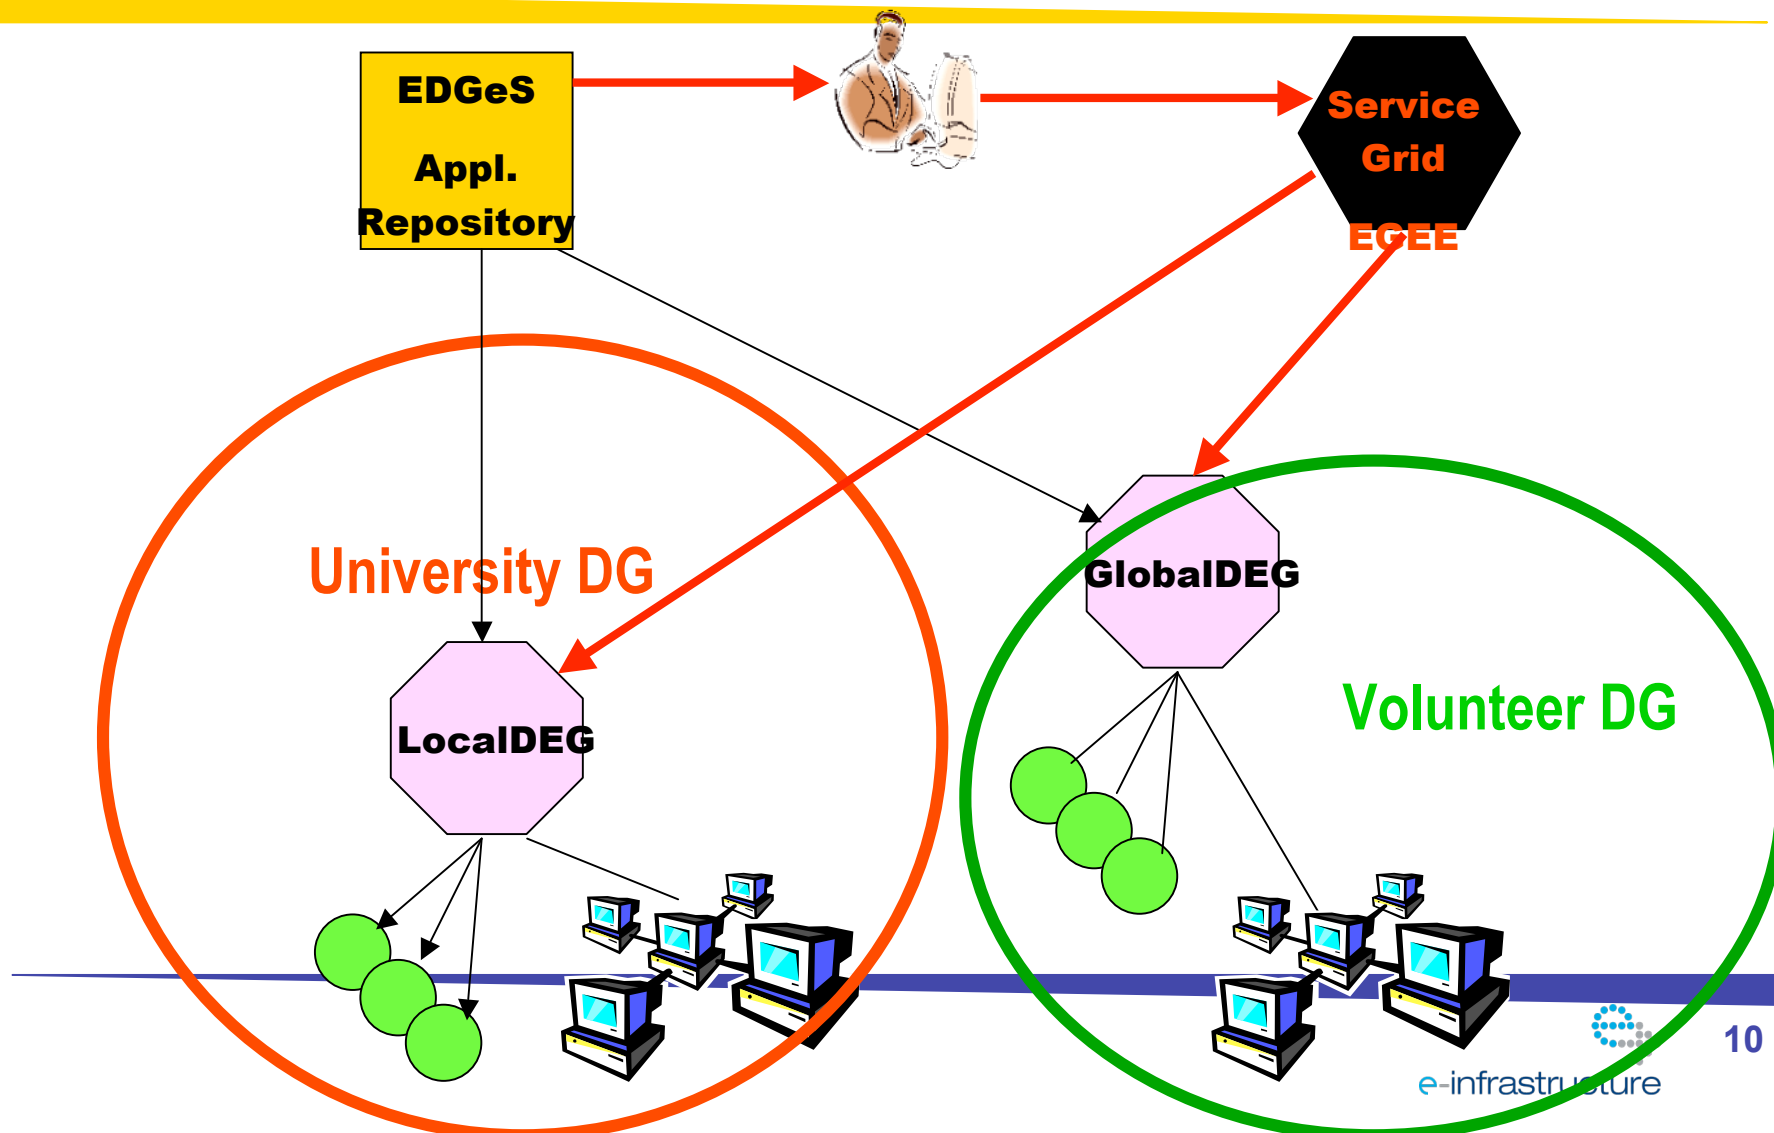 EDGeS
Appl.
Repository
Service
Grid
EGEE
University DG
GlobalDEG
Volunteer DG
LocalDEG
10
e-infrastructure